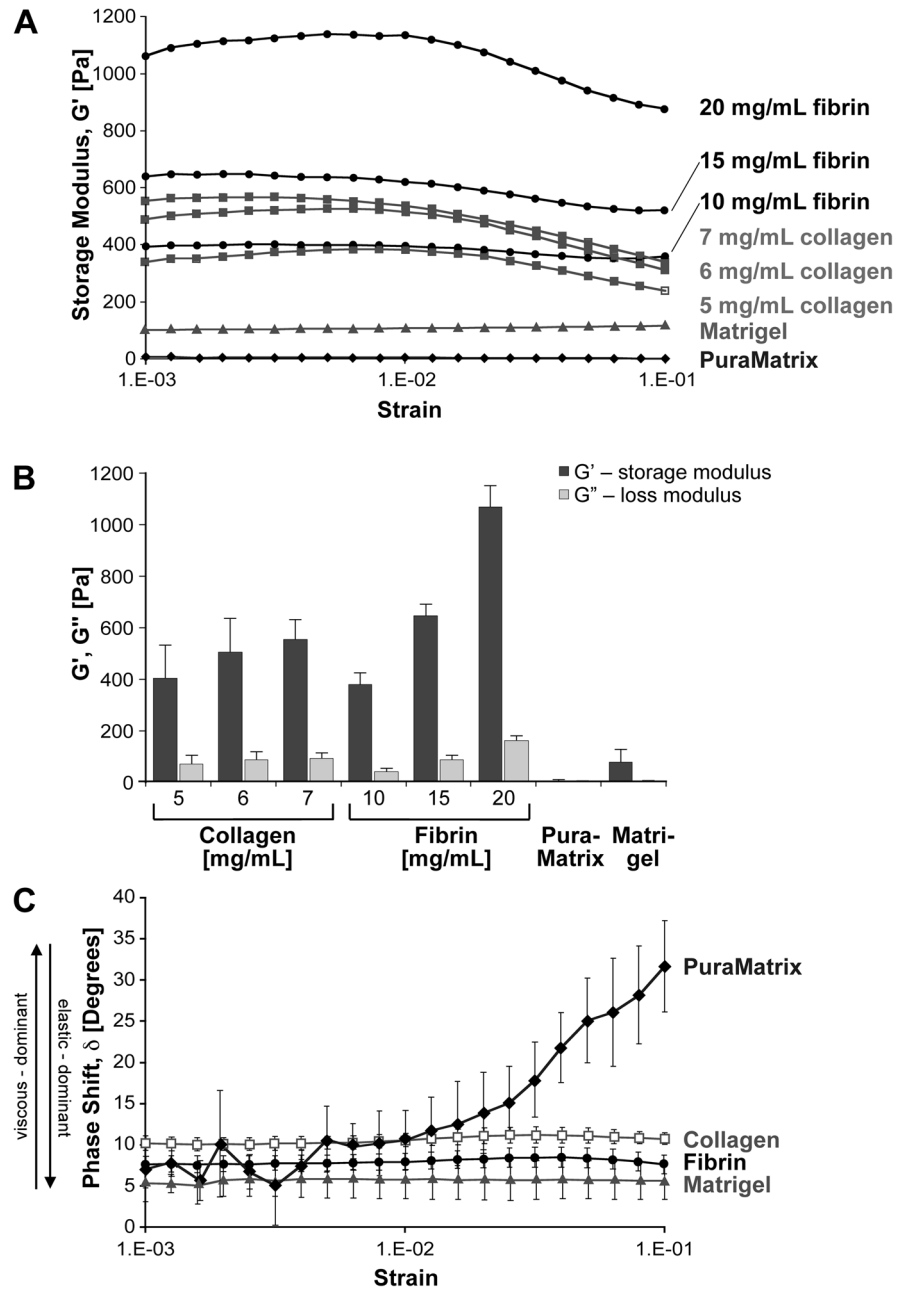 A
Storage Modulus, G' [Pa]
1200
1000
800
600
400
200
0
1.E-03
1.E-02
1.E-01
Strain
20 mg/mL fibrin
15 mg/mL fibrin
10 mg/mL fibrin
7 mg/mL collagen
6 mg/mL collagen
5 mg/mL collagen
Matrigel
PuraMatrix
B
G', G" [Pa]
1200
1000
800
600
400
200
0
G' – storage modulus
G” – loss modulus
5
6
7
10
15
20
Collagen
[mg/mL]
Fibrin
[mg/mL]
Pura-
Matrix
Matri-
gel
C
viscous - dominant
elastic - dominant
Phase Shift, δ [Degrees]
40
35
30
25
20
15
10
5
0
1.E-03
1.E-02
1.E-01
Strain
PuraMatrix
Collagen
Fibrin
Matrigel